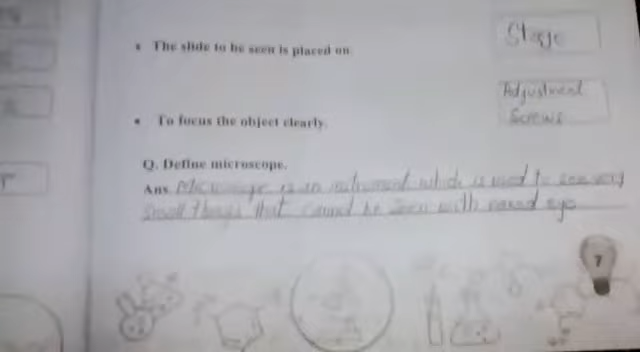 • The slide to be seen is placed on
Stage
• To focus the object clearly.
Adjustment
Screws
Q. Define microscope.
Ans Microscope is an instrument which is used to see very
small things that cannot be seen with naked eye
7